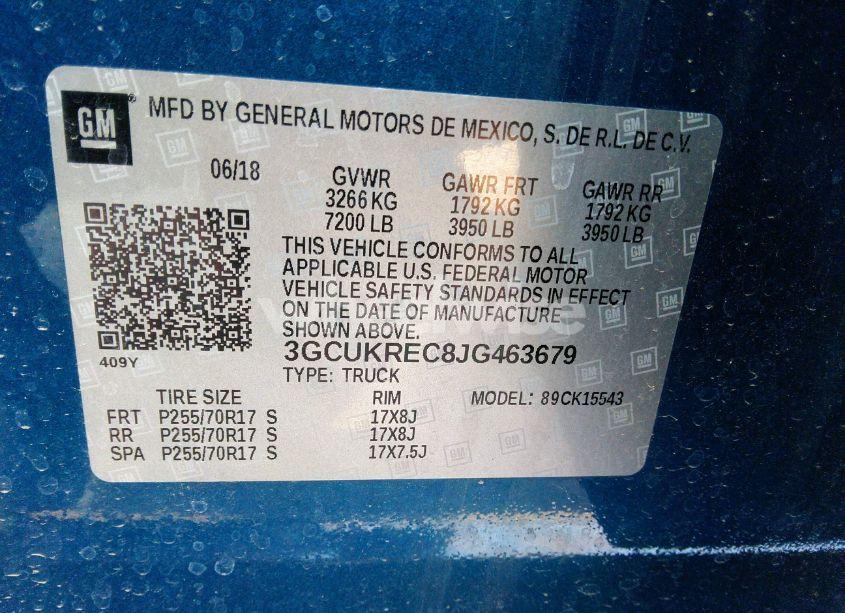 GM MFD BY GENERAL MOTORS DE MEXICO, S. DE R.L. DE C.V.
06/18 GVWR GAWR FRT GAWR RR
3266 KG 1792 KG 1792 KG
7200 LB 3950 LB 3950 LB
THIS VEHICLE CONFORMS TO ALL
APPLICABLE U.S. FEDERAL MOTOR
VEHICLE SAFETY STANDARDS IN EFFECT
ON THE DATE OF MANUFACTURE
SHOWN ABOVE.
409Y 3GCUKREC8JG463679
TYPE: TRUCK
TIRE SIZE RIM MODEL: 89CK15543
FRT P255/70R17 S 17X8J
RR P255/70R17 S 17X8J
SPA P255/70R17 S 17X7.5J